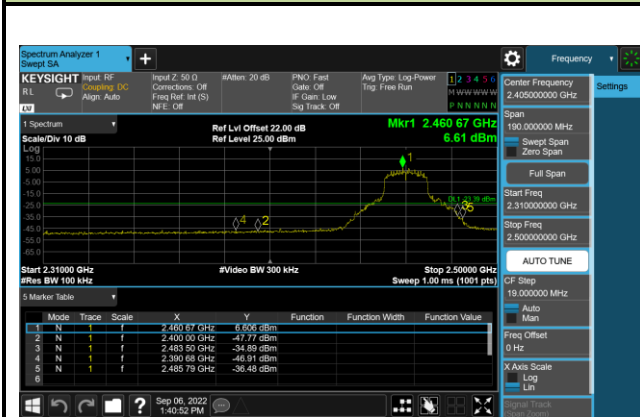 Spectrum Analyzer 1
Swept SA
+
Frequency
KEYSIGHT
RL
Input: RF
Coupling: DC
Align: Auto
Input Z: 50 Ω
Corrections: Off
Freq Ref: Int (S)
NFE: Off
#Atten: 20 dB
PNO: Fast
Gate: Off
IF Gain: Low
Sig Track: Off
Avg Type: Log-Power
Trig: Free Run
1 2 3 4 5 6
M W W W W W
P N N N N N
1 Spectrum
Scale/Div 10 dB
Ref Lvl Offset 22.00 dB
Ref Level 25.00 dBm
Mkr1 2.460 67 GHz
6.61 dBm
Log
15.0
5.00
-5.00
-15.0
-25.0
-35.0
-45.0
-55.0
-65.0
1
DL1 -23.39 dBm
4
2
Start 2.31000 GHz
#Res BW 100 kHz
#Video BW 300 kHz
Stop 2.50000 GHz
Sweep 1.00 ms (1001 pts)
5 Marker Table
Mode Trace Scale X Y Function Function Width Function Value
1 N 1 f 2.460 67 GHz 6.606 dBm
2 N 1 f 2.400 00 GHz -47.77 dBm
3 N 1 f 2.483 50 GHz -34.89 dBm
4 N 1 f 2.390 68 GHz -46.91 dBm
5 N 1 f 2.485 79 GHz -36.48 dBm
6
Sep 06, 2022
1:40:52 PM
Center Frequency
2.405000000 GHz
Span
190.000000 MHz
Swept Span
Zero Span
Full Span
Start Freq
2.310000000 GHz
Stop Freq
2.500000000 GHz
AUTO TUNE
CF Step
19.000000 MHz
Auto
Man
Freq Offset
0 Hz
X Axis Scale
Log
Lin
Signal Track
(Span Zoom)
Settings